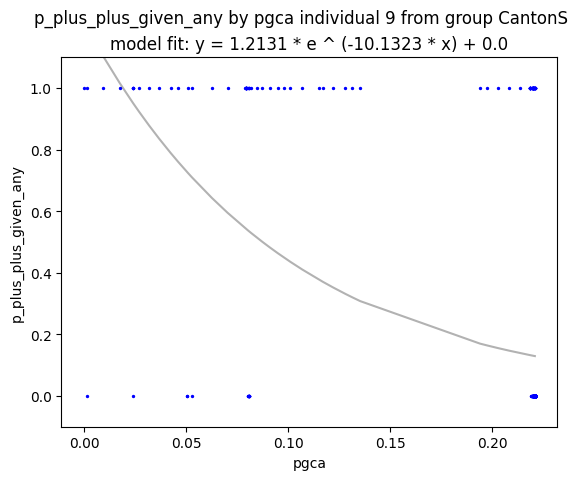 p_plus_plus_given_any by pgca individual 9 from group CantonS
model fit: y = 1.2131 * e ^ (-10.1323 * x) + 0.0
1.0
0.8
0.6
0.4
0.2
0.0
p_plus_plus_given_any
0.00 0.05 0.10 0.15 0.20
pgca